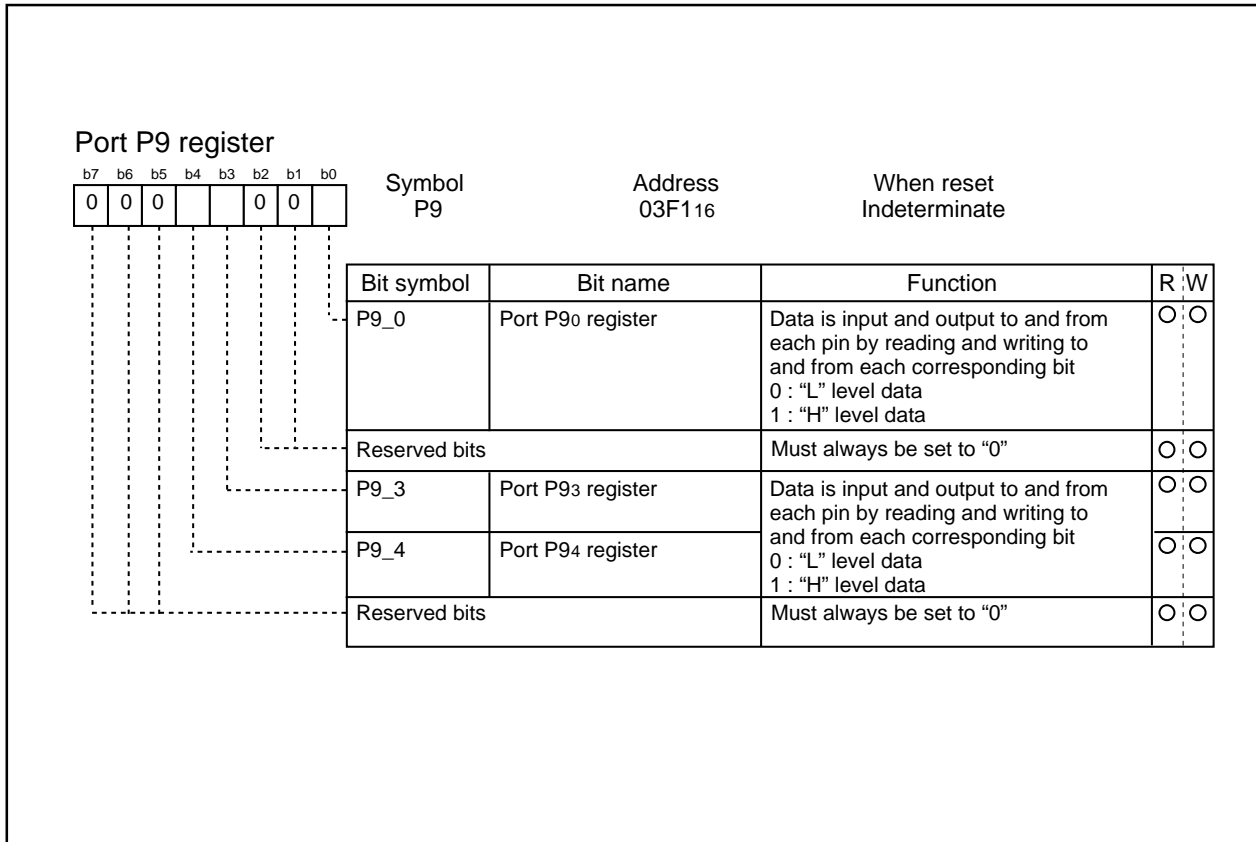 Port P9 register
b7 b6 b5 b4 b3 b2 b1 b0
0 0 0 0 0
Symbol Address When reset
P9 03F116 Indeterminate
Bit symbol Bit name Function R W
P9_0 Port P90 register Data is input and output to and from
each pin by reading and writing to
and from each corresponding bit
0 : “L” level data
1 : “H” level data
Reserved bits Must always be set to “0”
P9_3 Port P93 register Data is input and output to and from
each pin by reading and writing to
and from each corresponding bit
P9_4 Port P94 register 0 : “L” level data
1 : “H” level data
Reserved bits Must always be set to “0”